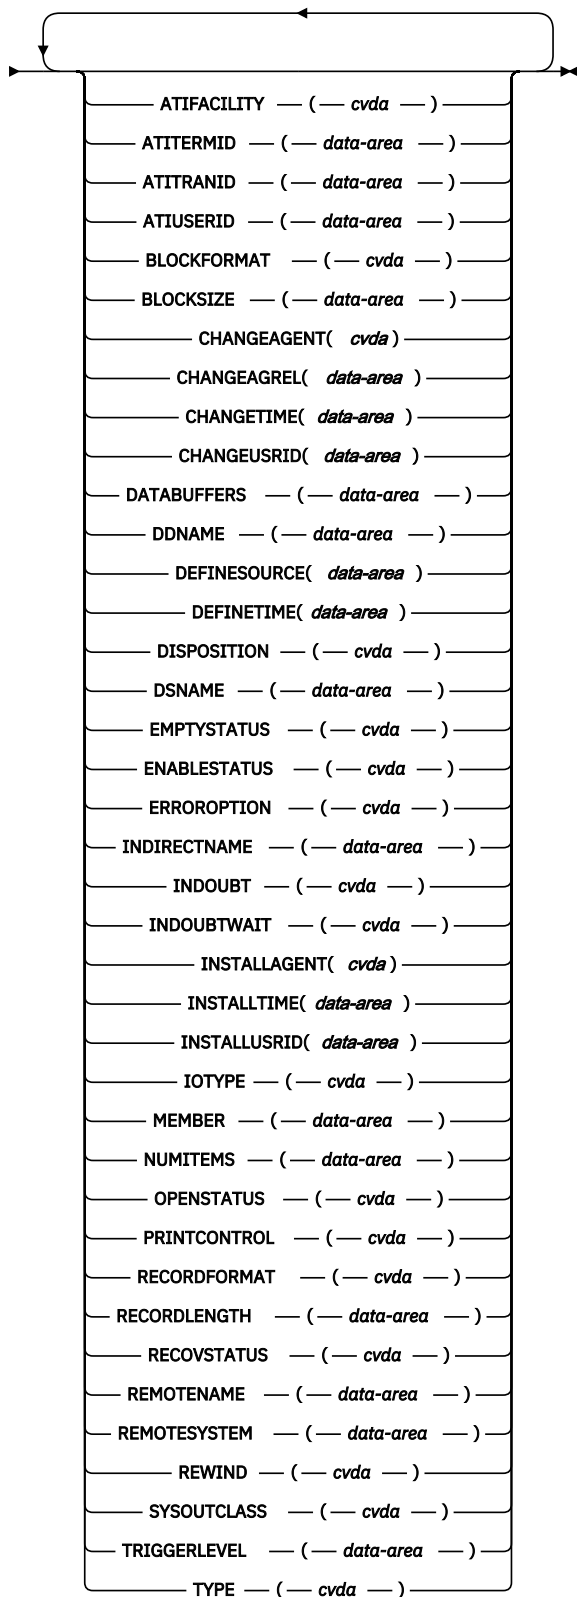 ATIFACILITY ( cvda )
ATITERMID ( data-area )
ATITRANID ( data-area )
ATIUSERID ( data-area )
BLOCKFORMAT ( cvda )
BLOCKSIZE ( data-area )
CHANGEAGENT( cvda )
CHANGEAGREL( data-area )
CHANGETIME( data-area )
CHANGEUSRID( data-area )
DATABUFFERS ( data-area )
DDNAME ( data-area )
DEFINESOURCE( data-area )
DEFINETIME( data-area )
DISPOSITION ( cvda )
DSNAME ( data-area )
EMPTYSTATUS ( cvda )
ENABLESTATUS ( cvda )
ERROROPTION ( cvda )
INDIRECTNAME ( data-area )
INDOUBT ( cvda )
INDOUBTWAIT ( cvda )
INSTALLAGENT( cvda )
INSTALLTIME( data-area )
INSTALLUSRID( data-area )
IOTYPE ( cvda )
MEMBER ( data-area )
NUMITEMS ( data-area )
OPENSTATUS ( cvda )
PRINTCONTROL ( cvda )
RECORDFORMAT ( cvda )
RECORDLENGTH ( data-area )
RECOVSTATUS ( cvda )
REMOTENAME ( data-area )
REMOTESYSTEM ( data-area )
REWIND ( cvda )
SYSOUTCLASS ( cvda )
TRIGGERLEVEL ( data-area )
TYPE ( cvda )